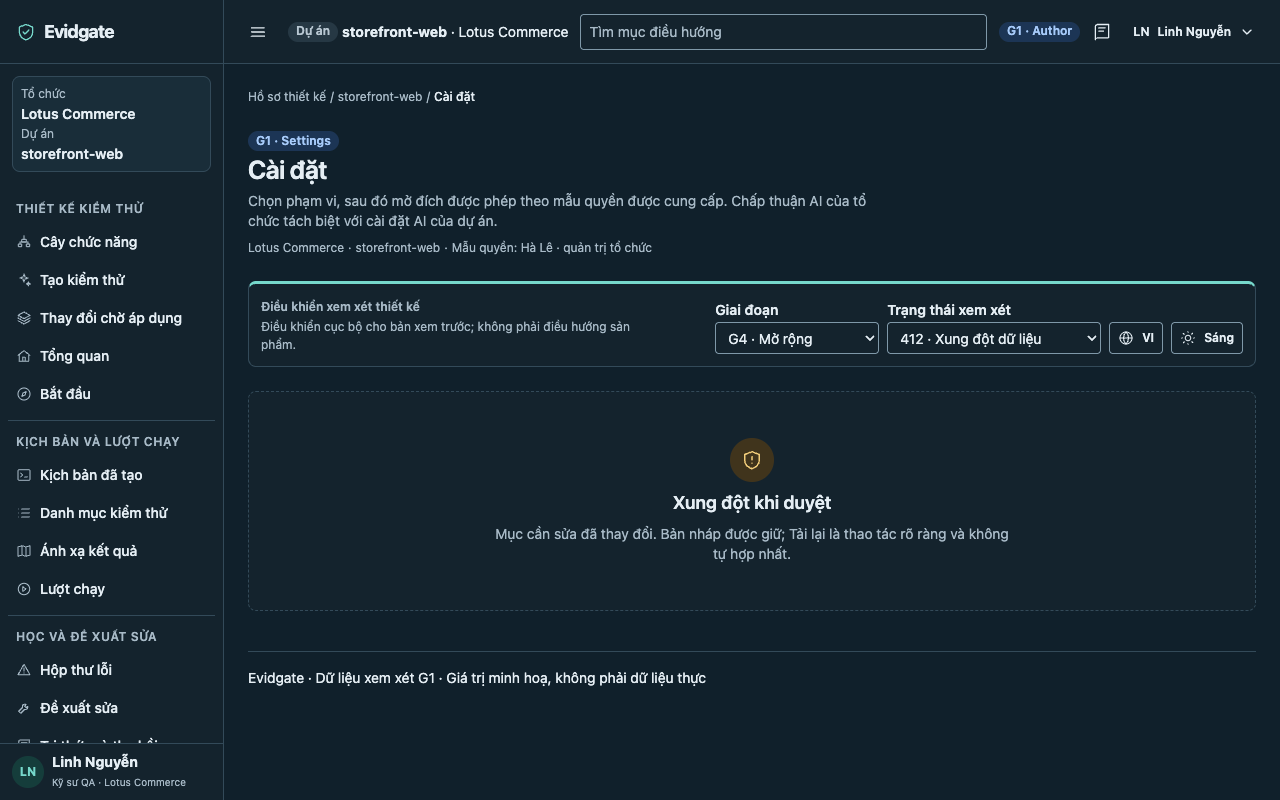 Evidgate
Dự án storefront-web · Lotus Commerce
Tìm mục điều hướng
G1 · Author
LN Linh Nguyễn
Tổ chức
Lotus Commerce
Dự án
storefront-web
THIẾT KẾ KIỂM THỬ
Cây chức năng
Tạo kiểm thử
Thay đổi chờ áp dụng
Tổng quan
Bắt đầu
KỊCH BẢN VÀ LƯỢT CHẠY
Kịch bản đã tạo
Danh mục kiểm thử
Ánh xạ kết quả
Lượt chạy
HỌC VÀ ĐỀ XUẤT SỬA
Hộp thư lỗi
Đề xuất sửa
LN
Linh Nguyễn
Kỹ sư QA · Lotus Commerce
Hồ sơ thiết kế / storefront-web / Cài đặt
G1 · Settings
Cài đặt
Chọn phạm vi, sau đó mở đích được phép theo mẫu quyền được cung cấp. Chấp thuận AI của tổ
chức tách biệt với cài đặt AI của dự án.
Lotus Commerce · storefront-web · Mẫu quyền: Hà Lê · quản trị tổ chức
Điều khiển xem xét thiết kế
Điều khiển cục bộ cho bản xem trước; không phải điều hướng sản
phẩm.
Giai đoạn
G4 · Mở rộng
Trạng thái xem xét
412 · Xung đột dữ liệu
VI
Sáng
Xung đột khi duyệt
Mục cần sửa đã thay đổi. Bản nháp được giữ; Tải lại là thao tác rõ ràng và không
tự hợp nhất.
Evidgate · Dữ liệu xem xét G1 · Giá trị minh hoạ, không phải dữ liệu thực